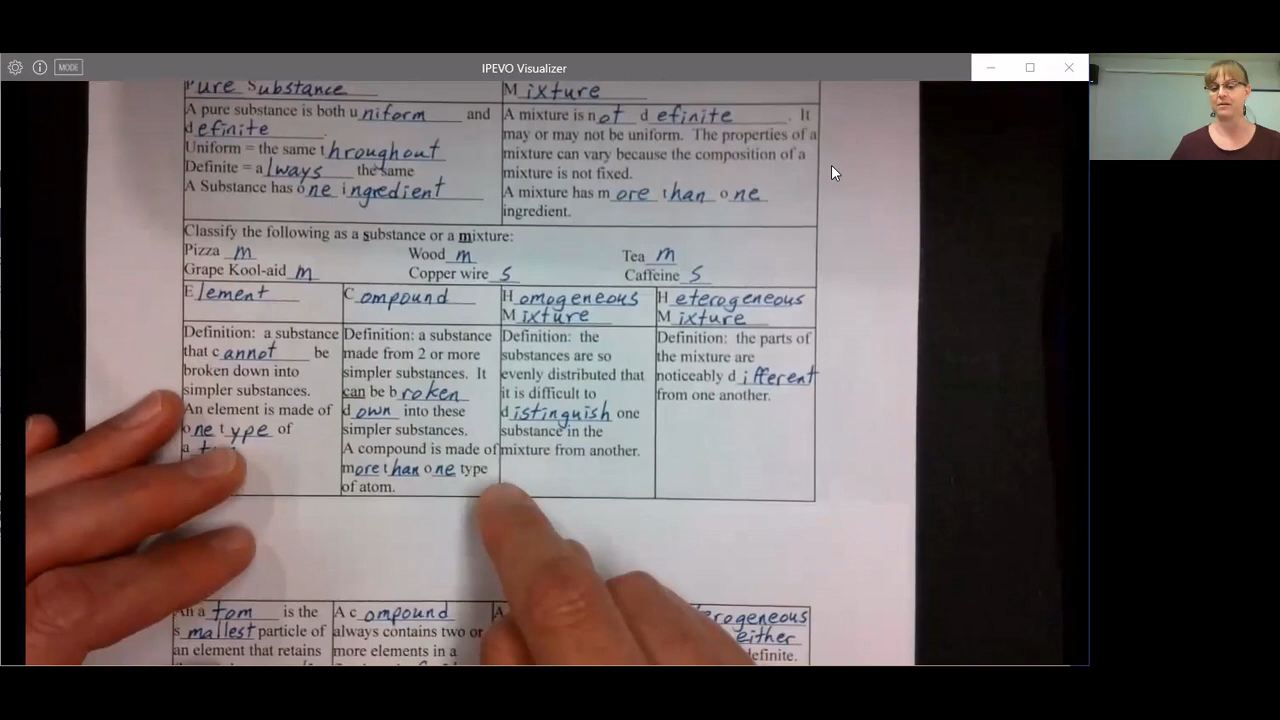 MODE
IPEVO Visualizer
Pure Substance
Mixture
A pure substance is both uniform and
definite.
Uniform = the same throughout
Definite = always the same
A Substance has one ingredient
A mixture is not definite. It
may or may not be uniform. The properties of a
mixture can vary because the composition of a
mixture is not fixed.
A mixture has more than one
ingredient.
Classify the following as a substance or a mixture:
Pizza m Wood m Tea m
Grape Kool-aid m Copper wire s Caffeine s
Element
Compound
Homogeneous
Mixture
Heterogeneous
Mixture
Definition: a substance
that cannot be
broken down into
simpler substances.
An element is made of
one type of
Definition: a substance
made from 2 or more
simpler substances. It
can be broken
down into these
simpler substances.
A compound is made of
more than one type
of atom.
Definition: the
substances are so
evenly distributed that
it is difficult to
distinguish one
substance in the
mixture from another.
Definition: the parts of
the mixture are
noticeably different
from one another.
An atom is the
smallest particle of
an element that retains
A compound
always contains two or
more elements in a
A
erogeneous
either
definite.